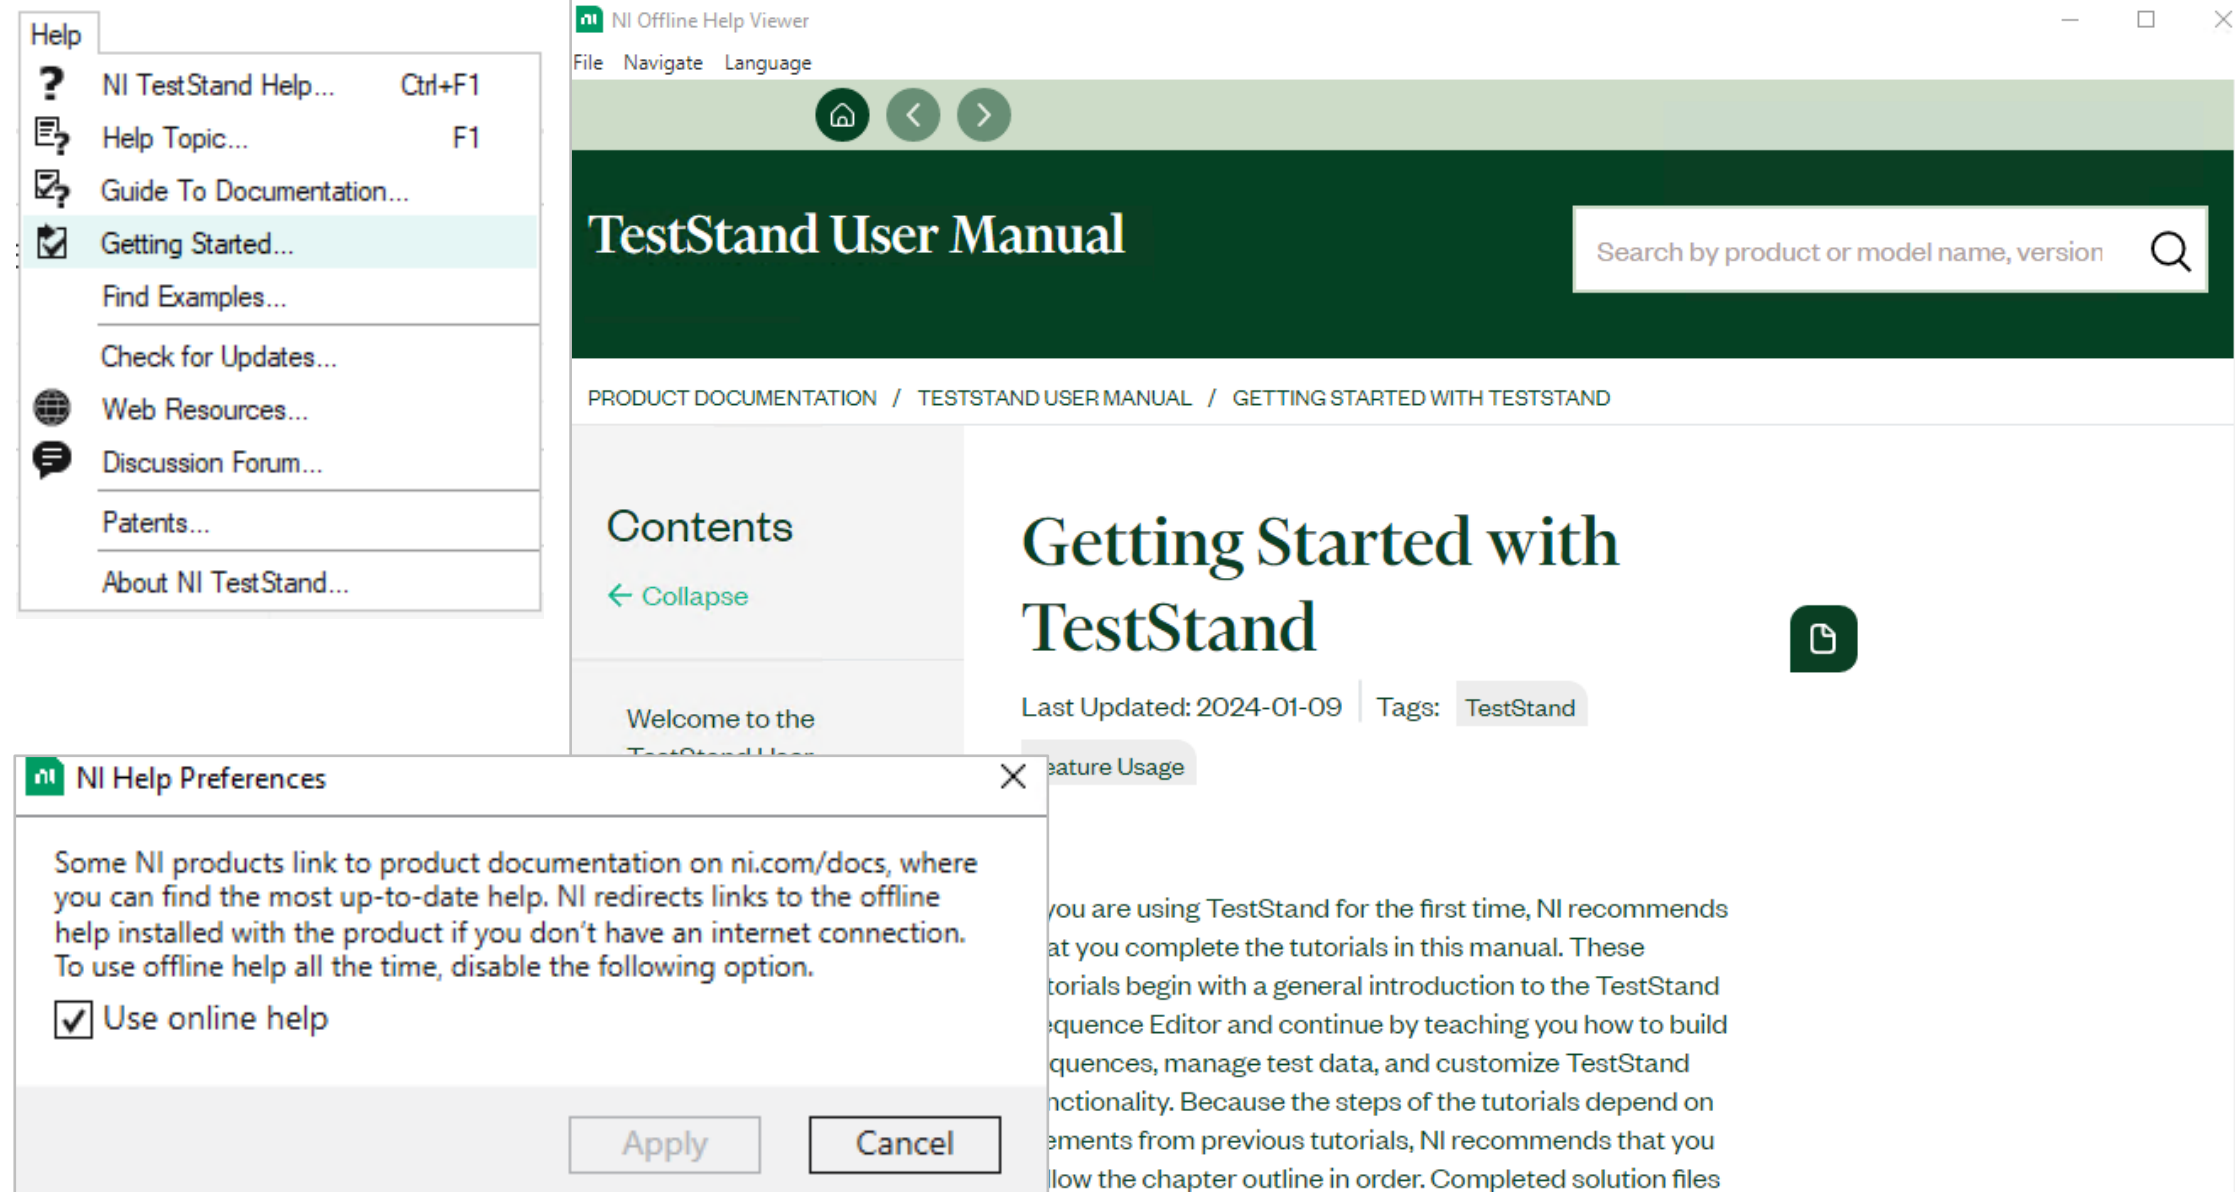 Help
NI TestStand Help... Ctrl+F1
Help Topic... F1
Guide To Documentation...
Getting Started...
Find Examples...
Check for Updates...
Web Resources...
Discussion Forum...
Patents...
About NI TestStand...
NI Offline Help Viewer
File Navigate Language
TestStand User Manual
Search by product or model name, version
PRODUCT DOCUMENTATION / TESTSTAND USER MANUAL / GETTING STARTED WITH TESTSTAND
Contents
← Collapse
Welcome to the
TestStand User
Getting Started with
TestStand
Last Updated: 2024-01-09 Tags: TestStand
eature Usage
you are using TestStand for the first time, NI recommends
at you complete the tutorials in this manual. These
torials begin with a general introduction to the TestStand
equence Editor and continue by teaching you how to build
quences, manage test data, and customize TestStand
nctionality. Because the steps of the tutorials depend on
ements from previous tutorials, NI recommends that you
llow the chapter outline in order. Completed solution files
NI Help Preferences
Some NI products link to product documentation on ni.com/docs, where
you can find the most up-to-date help. NI redirects links to the offline
help installed with the product if you don't have an internet connection.
To use offline help all the time, disable the following option.
Use online help
Apply Cancel